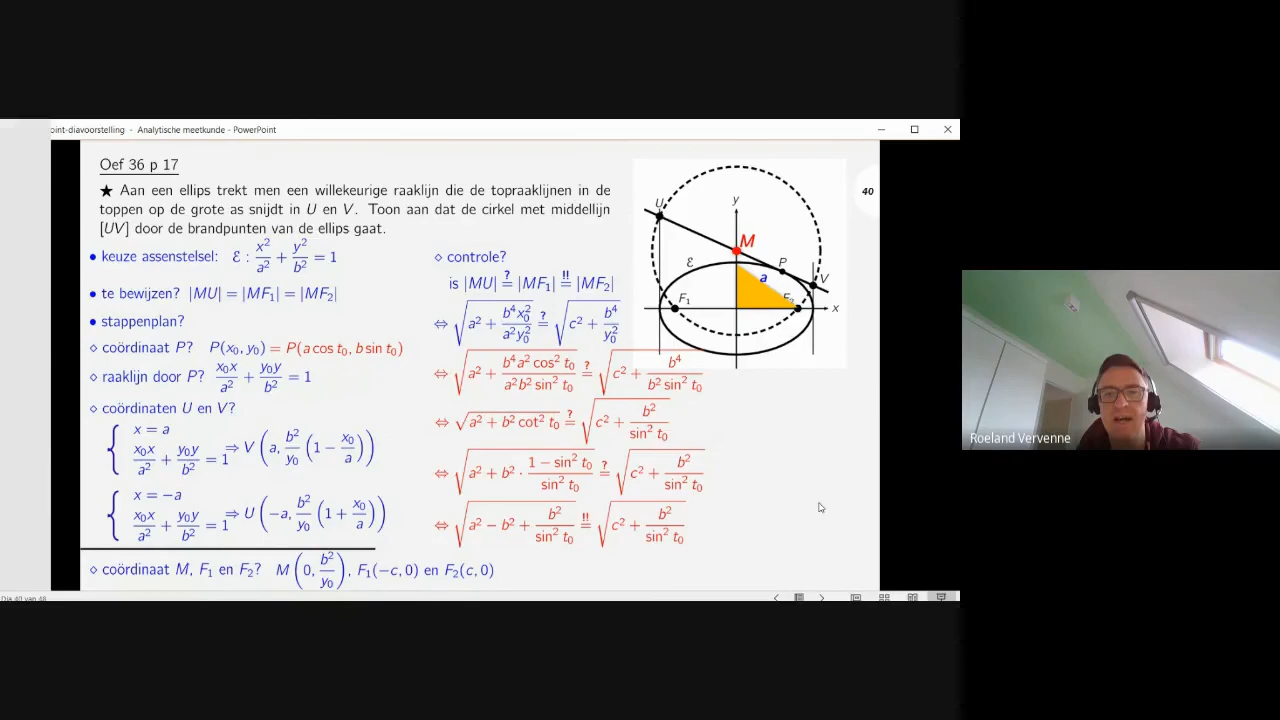 oint-diavoorstelling - Analytische meetkunde - PowerPoint
Oef 36 p 17
40
★ Aan een ellips trekt men een willekeurige raaklijn die de topraaklijnen in de
toppen op de grote as snijdt in U en V. Toon aan dat de cirkel met middellijn
[UV] door de brandpunten van de ellips gaat.
• keuze assenstelsel: ℰ : x²/a² + y²/b² = 1
• te bewijzen? |MU| = |MF₁| = |MF₂|
• stappenplan?
⋄ coördinaat P? P(x₀, y₀) = P(a cos t₀, b sin t₀)
⋄ raaklijn door P? x₀x/a² + y₀y/b² = 1
⋄ coördinaten U en V?
{ x = a
x₀x/a² + y₀y/b² = 1 ⇒ V (a, b²/y₀ (1 − x₀/a))
{ x = −a
x₀x/a² + y₀y/b² = 1 ⇒ U (−a, b²/y₀ (1 + x₀/a))
⋄ coördinaat M, F₁ en F₂? M (0, b²/y₀), F₁(−c, 0) en F₂(c, 0)
⋄ controle?
is |MU| ≟ |MF₁| =!! |MF₂|
⇔ √(a² + b⁴x₀²/a²y₀²) ≟ √(c² + b⁴/y₀²)
⇔ √(a² + b⁴a² cos² t₀/a²b² sin² t₀) ≟ √(c² + b⁴/b² sin² t₀)
⇔ √(a² + b² cot² t₀) ≟ √(c² + b²/sin² t₀)
⇔ √(a² + b² · 1 − sin² t₀/sin² t₀) ≟ √(c² + b²/sin² t₀)
⇔ √(a² − b² + b²/sin² t₀) =!! √(c² + b²/sin² t₀)
U
y
M
ℰ
P
a
V
F₁
F₂
x
Roeland Vervenne
Dia 40 van 48